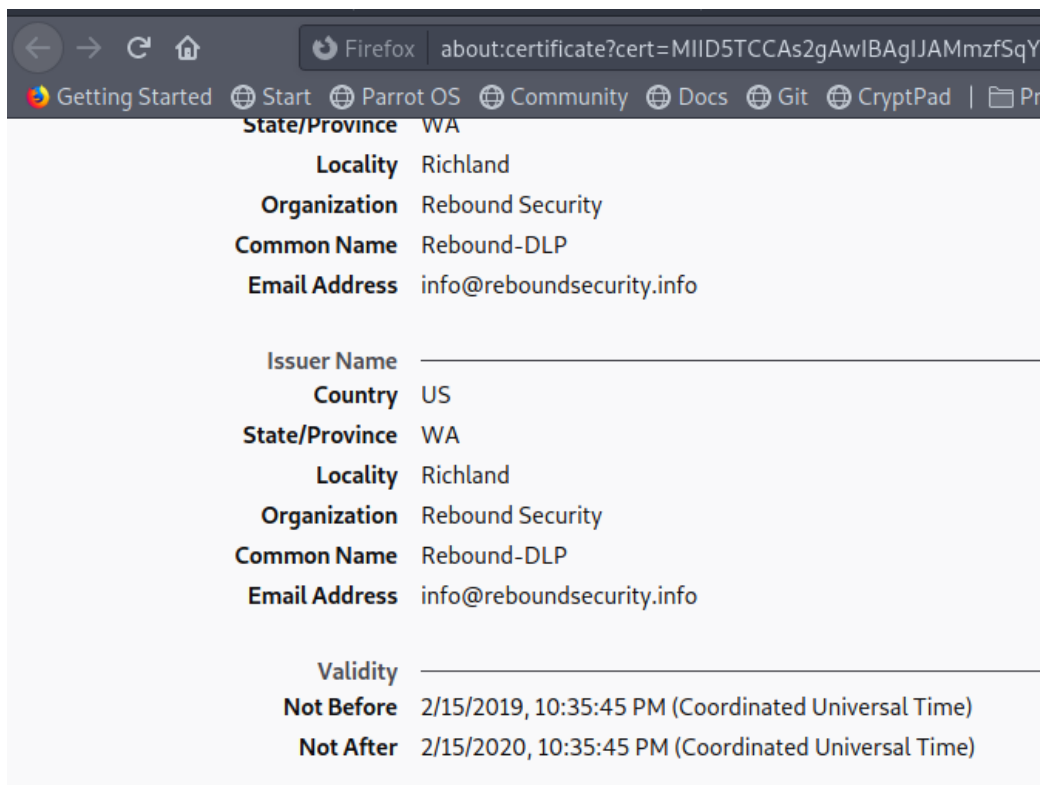 Firefox about:certificate?cert=MIID5TCCAs2gAwIBAgIJAMmzfSqY
Getting Started Start Parrot OS Community Docs Git CryptPad | Pr
State/Province WA
Locality Richland
Organization Rebound Security
Common Name Rebound-DLP
Email Address info@reboundsecurity.info
Issuer Name
Country US
State/Province WA
Locality Richland
Organization Rebound Security
Common Name Rebound-DLP
Email Address info@reboundsecurity.info
Validity
Not Before 2/15/2019, 10:35:45 PM (Coordinated Universal Time)
Not After 2/15/2020, 10:35:45 PM (Coordinated Universal Time)